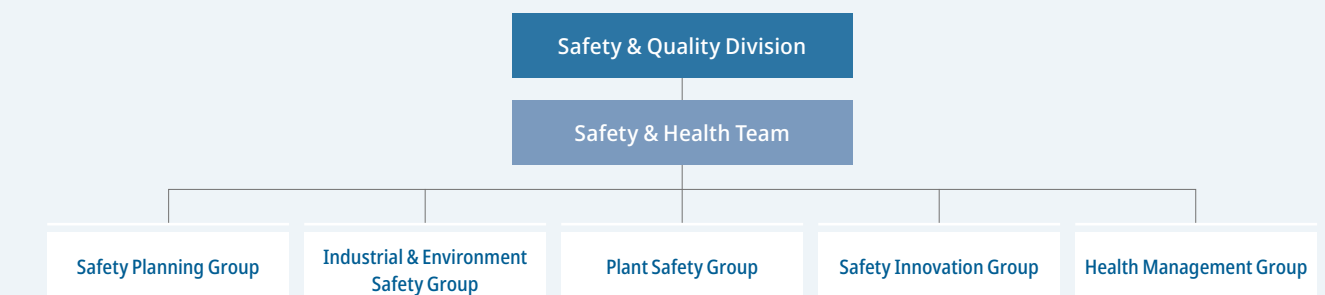 Safety & Quality Division
Safety & Health Team
Safety Planning Group
Industrial & Environment
Safety Group
Plant Safety Group
Safety Innovation Group
Health Management Group